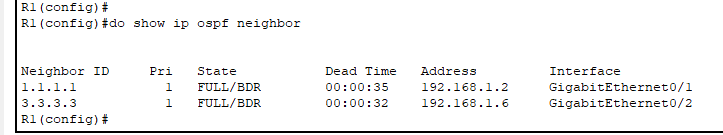 R1(config)#
R1(config)#do show ip ospf neighbor
Neighbor ID Pri State Dead Time Address Interface
1.1.1.1 1 FULL/BDR 00:00:35 192.168.1.2 GigabitEthernet0/1
3.3.3.3 1 FULL/BDR 00:00:32 192.168.1.6 GigabitEthernet0/2
R1(config)#